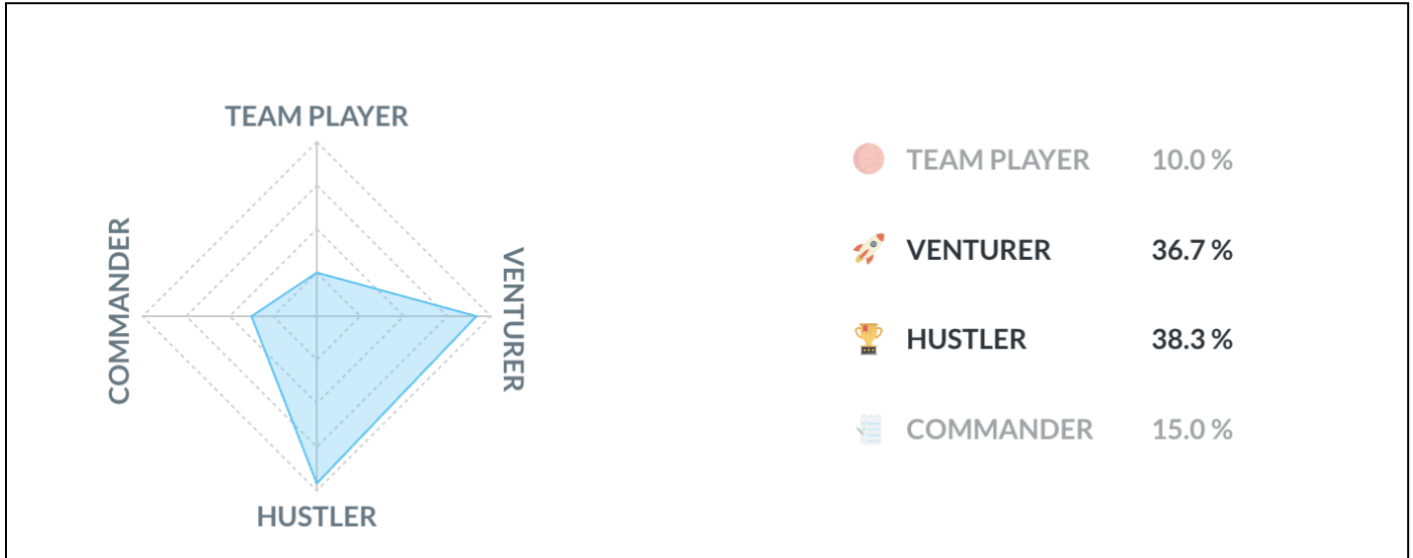 TEAM PLAYER
COMMANDER
VENTURER
HUSTLER
TEAM PLAYER 10.0 %
VENTURER 36.7 %
HUSTLER 38.3 %
COMMANDER 15.0 %